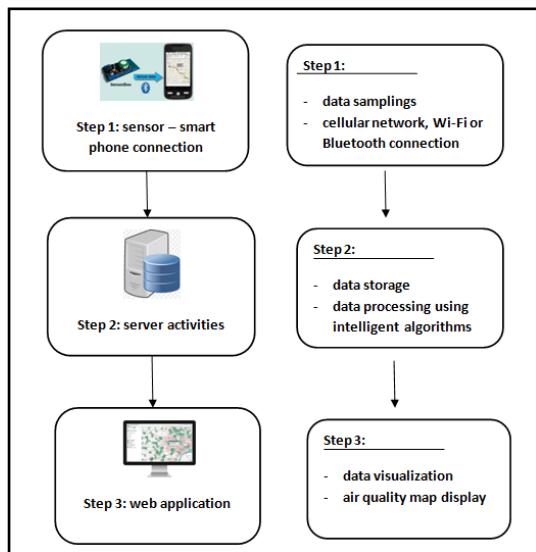 Step 1: sensor – smart
phone connection
Step 2: server activities
Step 3: web application
Step 1:
- data samplings
- cellular network, Wi-Fi or
Bluetooth connection
Step 2:
- data storage
- data processing using
intelligent algorithms
Step 3:
- data visualization
- air quality map display